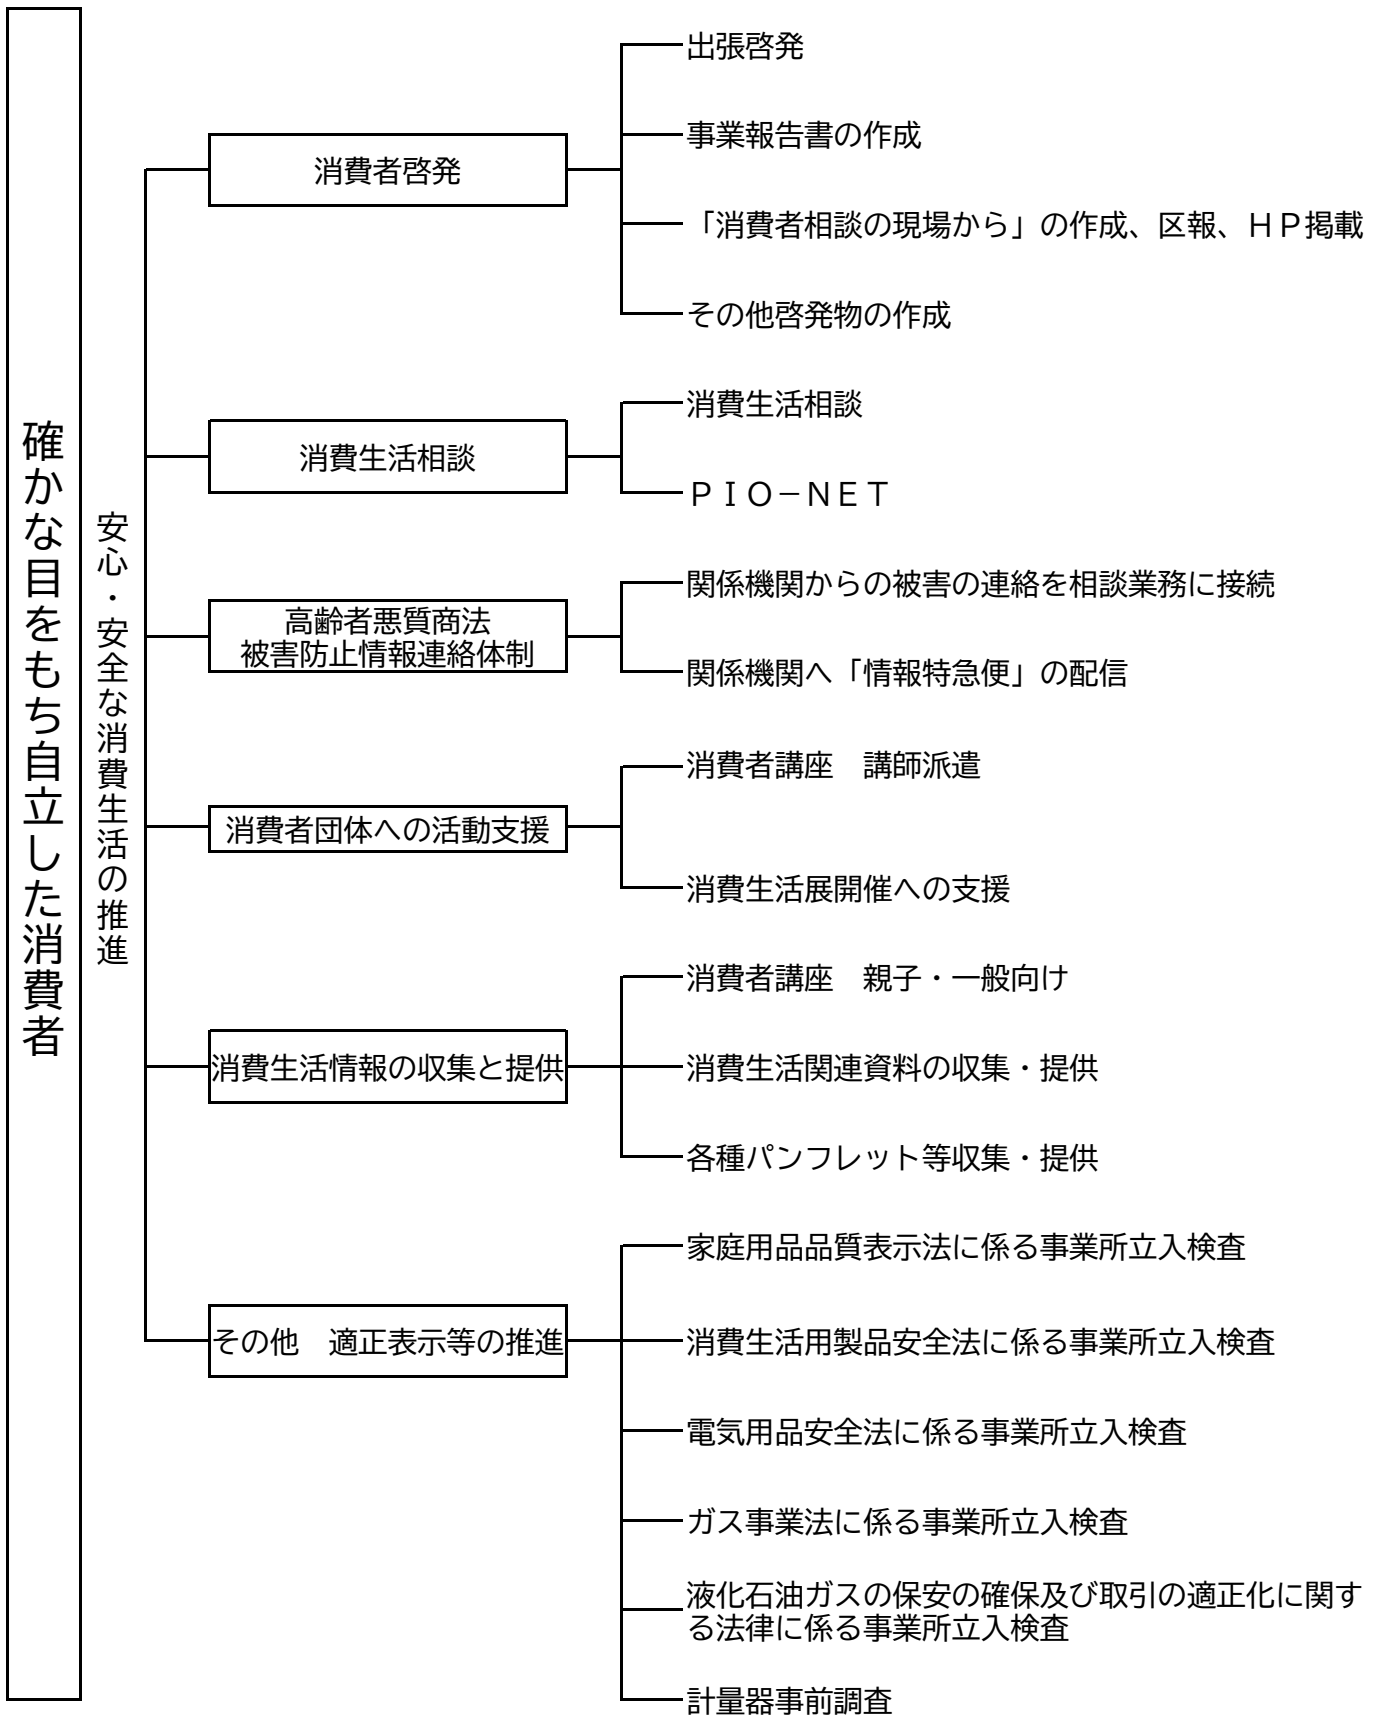 確かな目をもち自立した消費者
安心・安全な消費生活の推進
消費者啓発
出張啓発
事業報告書の作成
「消費者相談の現場から」の作成、区報、ＨＰ掲載
その他啓発物の作成
消費生活相談
消費生活相談
ＰＩＯ－ＮＥＴ
高齢者悪質商法
被害防止情報連絡体制
関係機関からの被害の連絡を相談業務に接続
関係機関へ「情報特急便」の配信
消費者団体への活動支援
消費者講座　講師派遣
消費生活展開催への支援
消費生活情報の収集と提供
消費者講座　親子・一般向け
消費生活関連資料の収集・提供
各種パンフレット等収集・提供
その他　適正表示等の推進
家庭用品品質表示法に係る事業所立入検査
消費生活用製品安全法に係る事業所立入検査
電気用品安全法に係る事業所立入検査
ガス事業法に係る事業所立入検査
液化石油ガスの保安の確保及び取引の適正化に関す
る法律に係る事業所立入検査
計量器事前調査